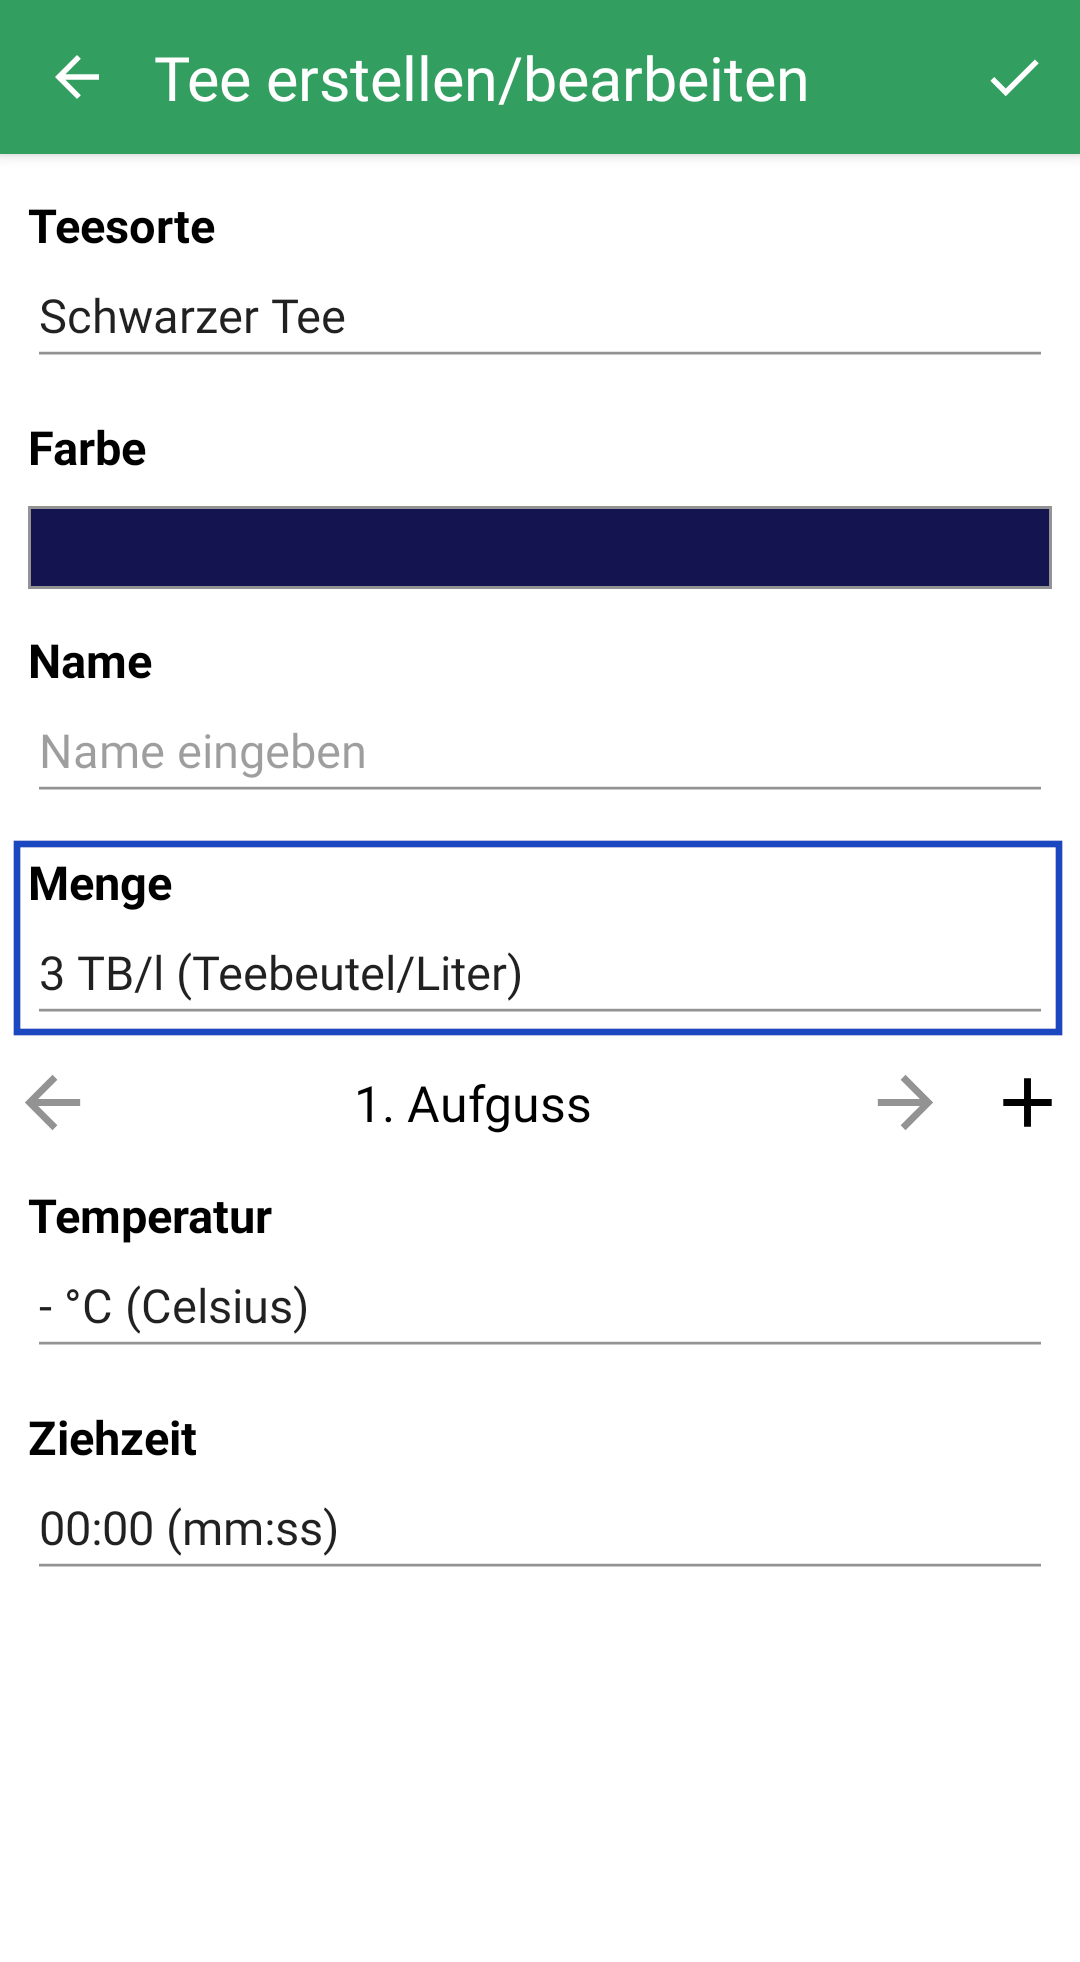 Tee erstellen/bearbeiten
Teesorte
Schwarzer Tee
Farbe
Name
Name eingeben
Menge
3 TB/l (Teebeutel/Liter)
1. Aufguss
Temperatur
- °C (Celsius)
Ziehzeit
00:00 (mm:ss)